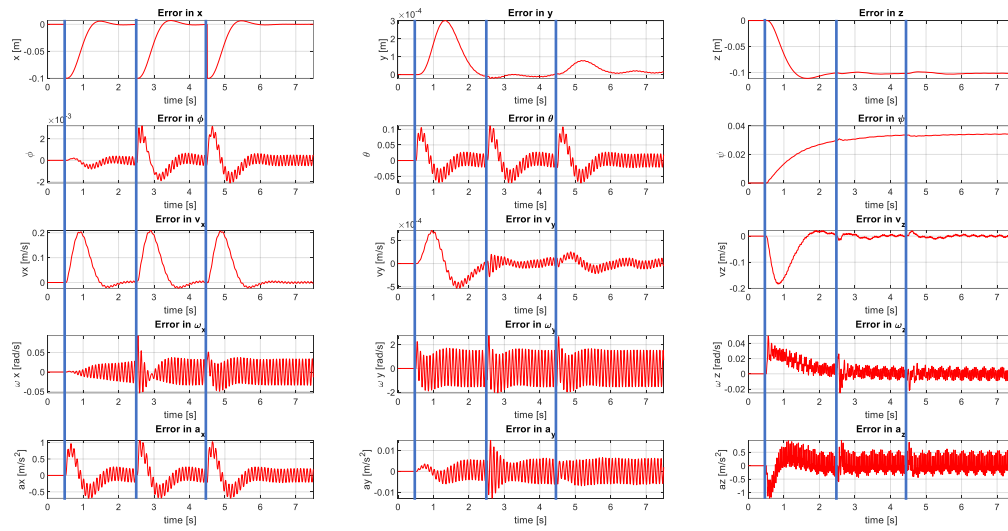 Error in x
x [m]
0
-0.05
-0.1
0 1 2 3 4 5 6 7
time [s]
Error in y
×10⁻⁴
y [m]
3
2
1
0
0 1 2 3 4 5 6 7
time [s]
Error in z
z [m]
0
-0.05
-0.1
0 1 2 3 4 5 6 7
time [s]
Error in ϕ
×10⁻³
ϕ
2
0
-2
0 1 2 3 4 5 6 7
time [s]
Error in θ
θ
0.1
0.05
0
-0.05
0 1 2 3 4 5 6 7
time [s]
Error in ψ
ψ
0.04
0.02
0
0 1 2 3 4 5 6 7
time [s]
Error in vₓ
vx [m/s]
0.2
0.1
0
0 1 2 3 4 5 6 7
time [s]
Error in v_y
×10⁻⁴
vy [m/s]
5
0
-5
0 1 2 3 4 5 6 7
time [s]
Error in v_z
vz [m/s]
0
-0.1
-0.2
0 1 2 3 4 5 6 7
time [s]
Error in ωₓ
ω x [rad/s]
0.05
0
-0.05
0 1 2 3 4 5 6 7
time [s]
Error in ω_y
ω y [rad/s]
2
0
-2
0 1 2 3 4 5 6 7
time [s]
Error in ω_z
ω z [rad/s]
0.04
0.02
0
-0.02
0 1 2 3 4 5 6 7
time [s]
Error in aₓ
ax [m/s²]
1
0.5
0
-0.5
0 1 2 3 4 5 6 7
time [s]
Error in a_y
ay [m/s²]
0.01
0
-0.01
0 1 2 3 4 5 6 7
time [s]
Error in a_z
az [m/s²]
0.5
0
-0.5
-1
0 1 2 3 4 5 6 7
time [s]